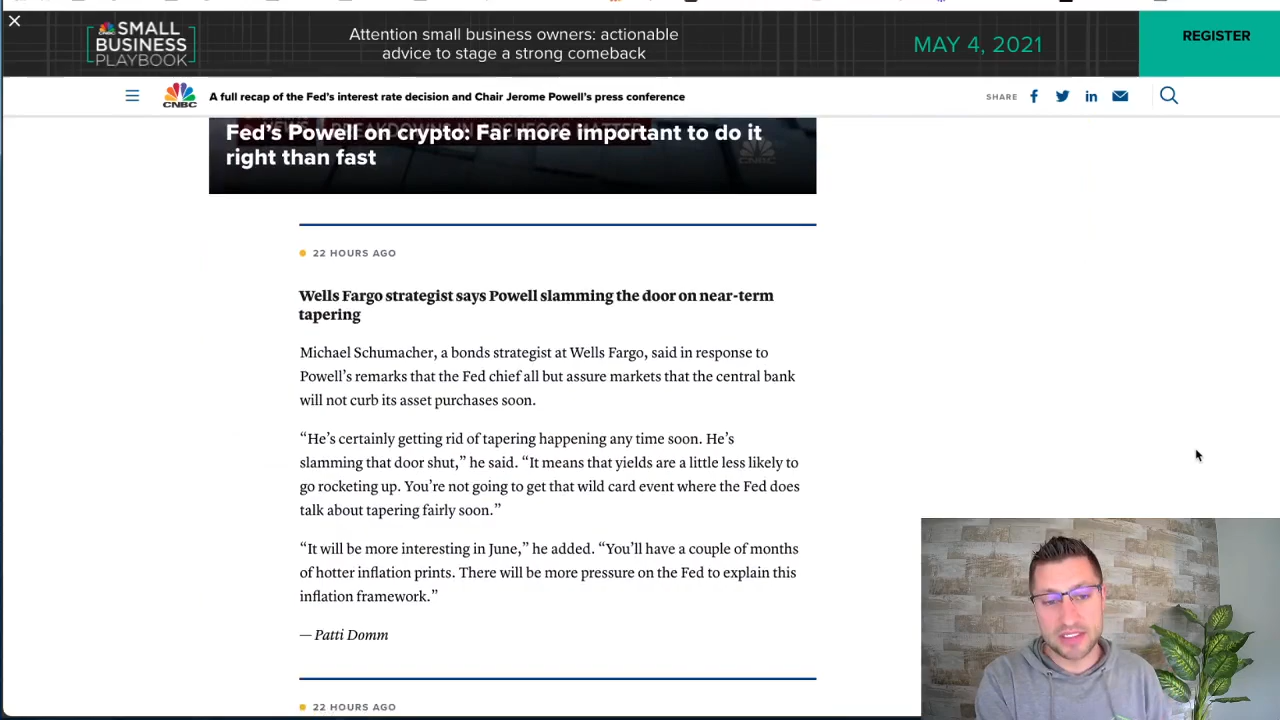 SMALL
BUSINESS
PLAYBOOK
Attention small business owners: actionable
advice to stage a strong comeback
MAY 4, 2021
REGISTER
CNBC
A full recap of the Fed's interest rate decision and Chair Jerome Powell's press conference
SHARE
Fed's Powell on crypto: Far more important to do it
right than fast
CNBC
22 HOURS AGO
Wells Fargo strategist says Powell slamming the door on near-term
tapering
Michael Schumacher, a bonds strategist at Wells Fargo, said in response to
Powell's remarks that the Fed chief all but assure markets that the central bank
will not curb its asset purchases soon.
“He's certainly getting rid of tapering happening any time soon. He's
slamming that door shut,” he said. “It means that yields are a little less likely to
go rocketing up. You're not going to get that wild card event where the Fed does
talk about tapering fairly soon.”
“It will be more interesting in June,” he added. “You'll have a couple of months
of hotter inflation prints. There will be more pressure on the Fed to explain this
inflation framework.”
— Patti Domm
22 HOURS AGO